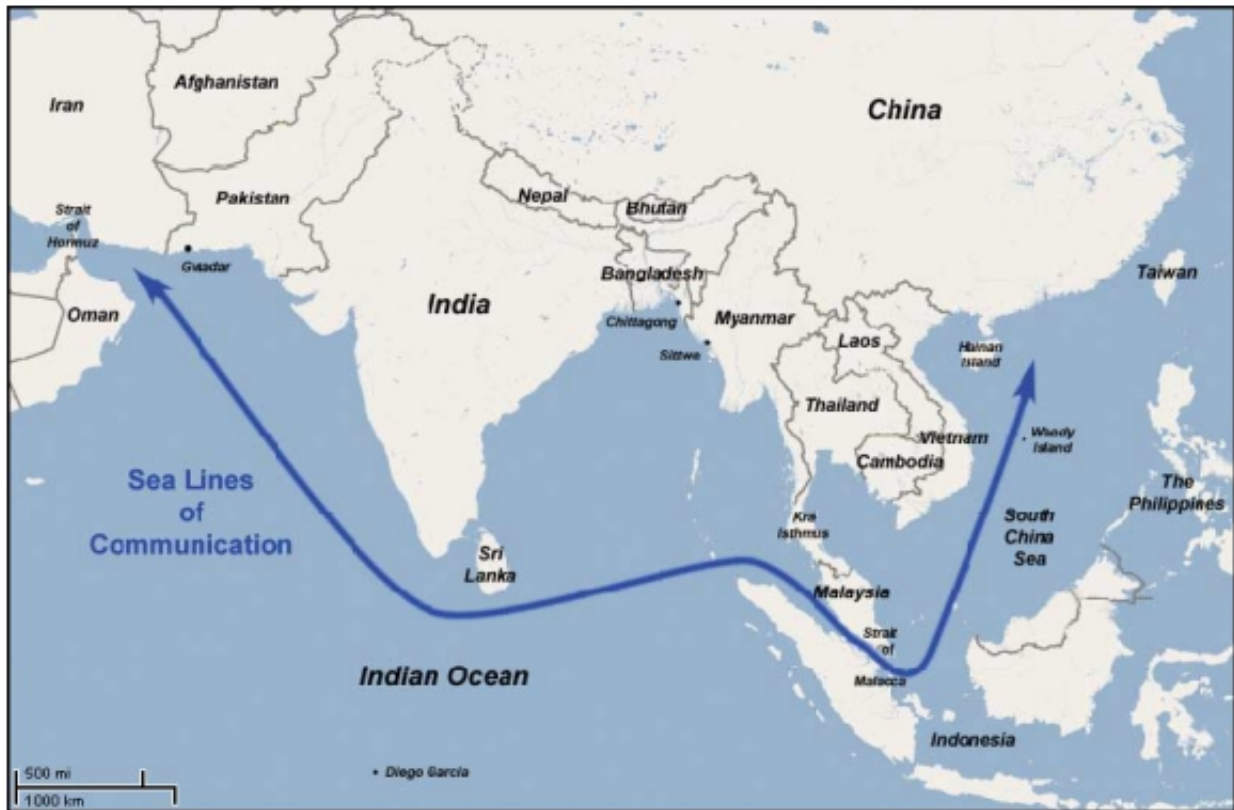 Afghanistan
Iran
China
Pakistan
Nepal
Bhutan
Strait
of
Hormuz
Gwadar
Bangladesh
Taiwan
Oman
India
Chittagong
Myanmar
Sittwe
Laos
Hainan
Island
Thailand
Vietnam
Woody
Island
Cambodia
The
Philippines
Sea Lines
of
Communication
Kra
Isthmus
South
China
Sea
Sri
Lanka
Malaysia
Strait
of
Malacca
Indian Ocean
Indonesia
Diego Garcia
500 mi
1000 km